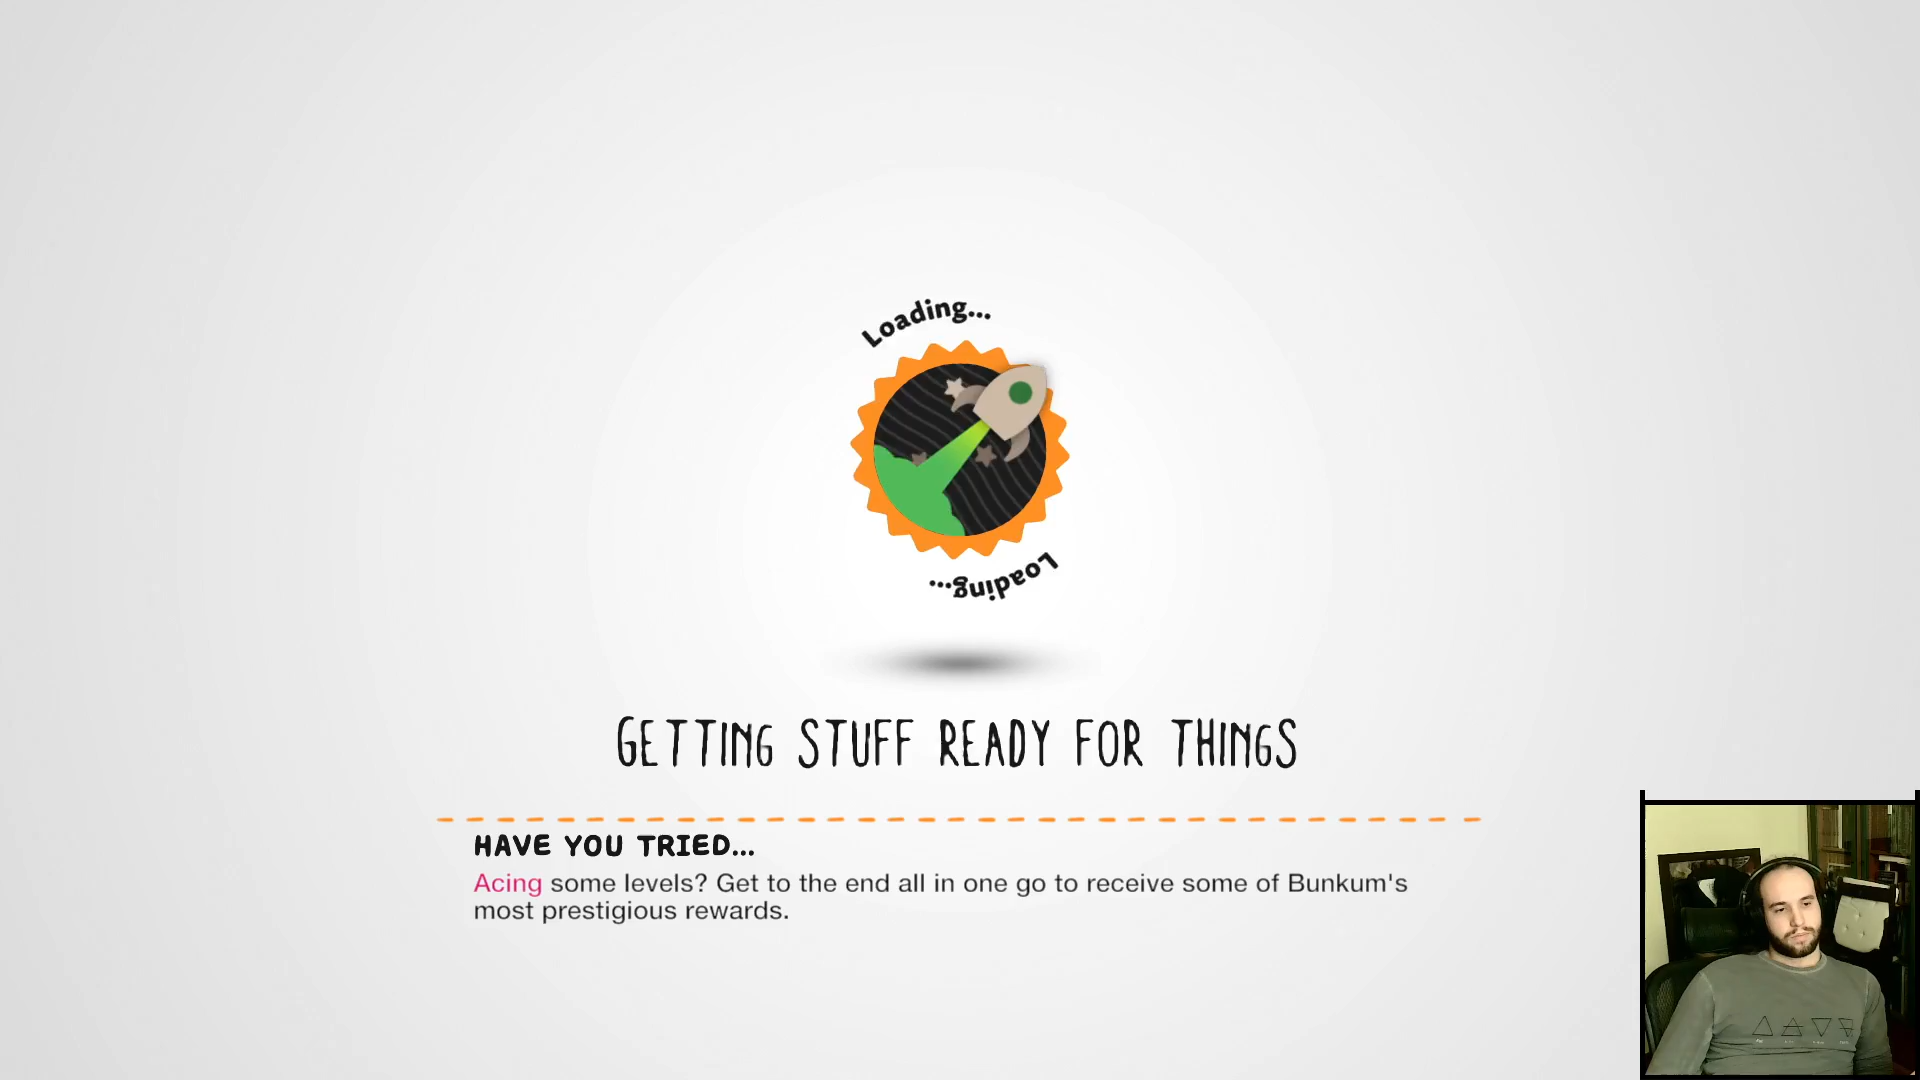 Loading...
Loading...
GETTING STUFF READY FOR THINGS
HAVE YOU TRIED...
Acing some levels? Get to the end all in one go to receive some of Bunkum's
most prestigious rewards.